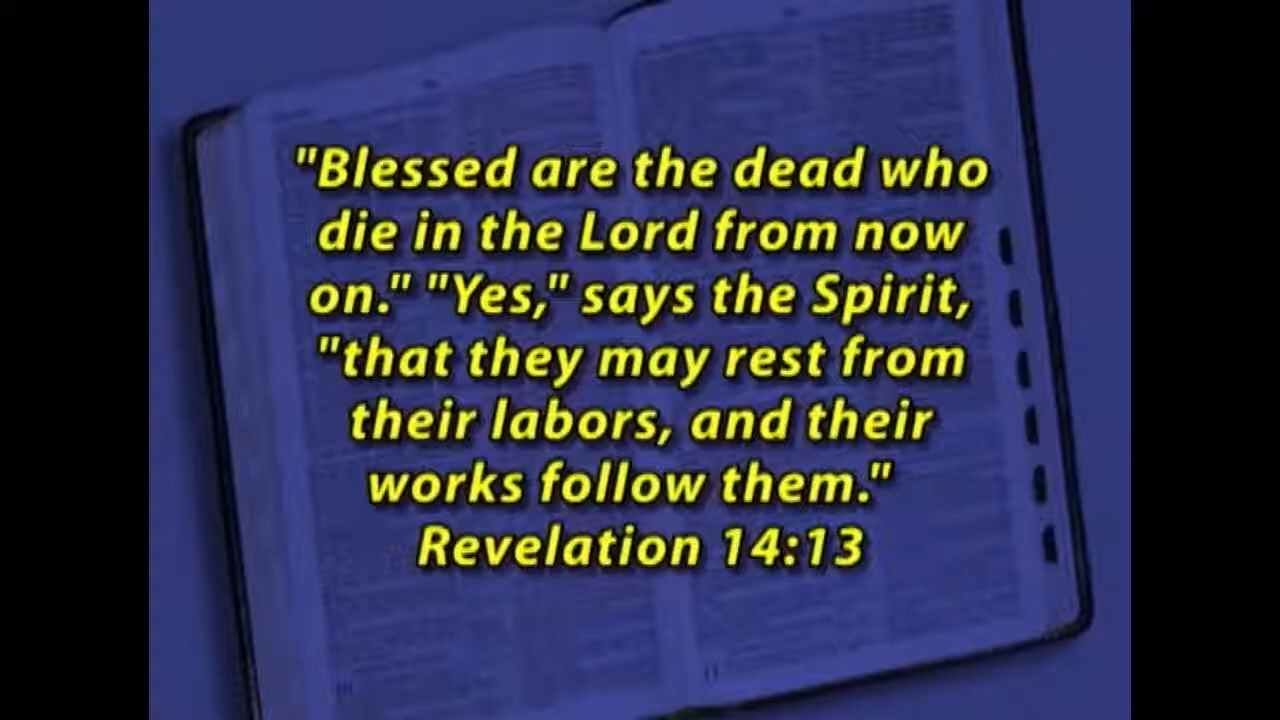 "Blessed are the dead who
die in the Lord from now
on." "Yes," says the Spirit,
"that they may rest from
their labors, and their
works follow them."
Revelation 14:13